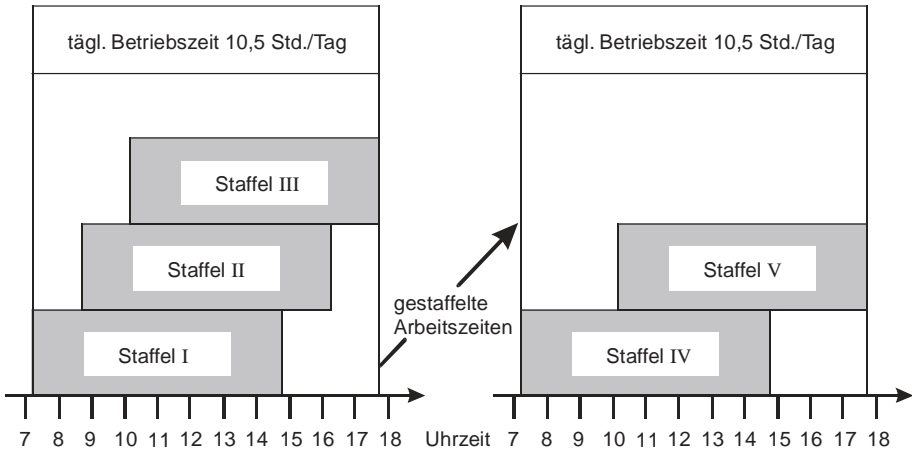 tägl. Betriebszeit 10,5 Std./Tag
Staffel III
Staffel II
Staffel I
gestaffelte
Arbeitszeiten
tägl. Betriebszeit 10,5 Std./Tag
Staffel V
Staffel IV
7 8 9 10 11 12 13 14 15 16 17 18 Uhrzeit 7 8 9 10 11 12 13 14 15 16 17 18